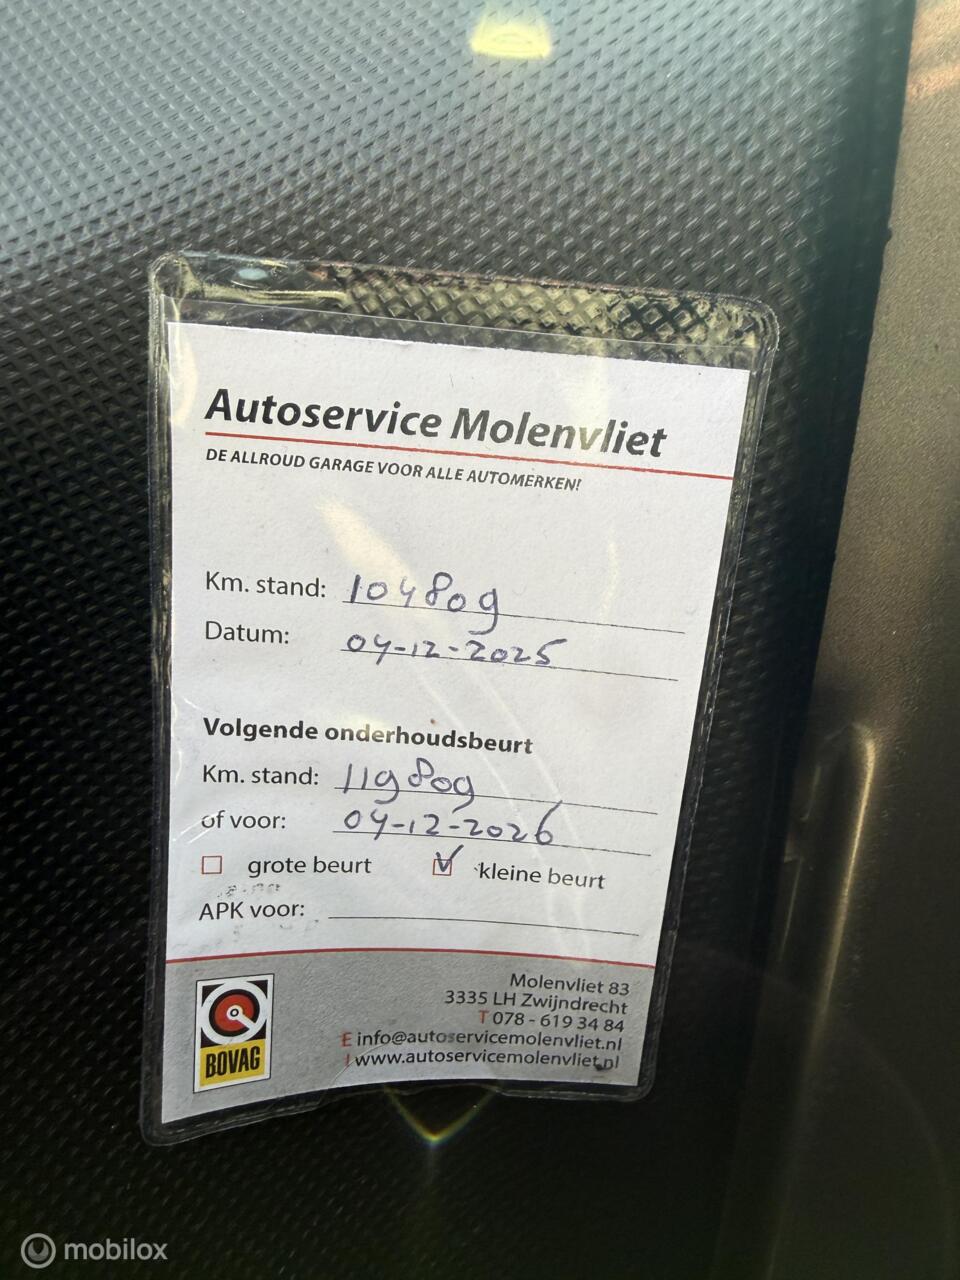 Autoservice Molenvliet
DE ALLROUD GARAGE VOOR ALLE AUTOMERKEN!
Km. stand: 104809
Datum: 04-12-2025
Volgende onderhoudsbeurt
Km. stand: 119809
of voor: 04-12-2026
grote beurt kleine beurt
APK voor:
Molenvliet 83
3335 LH Zwijndrecht
T 078 - 619 34 84
E info@autoservicemolenvliet.nl
I www.autoservicemolenvliet.nl
BOVAG
mobilox